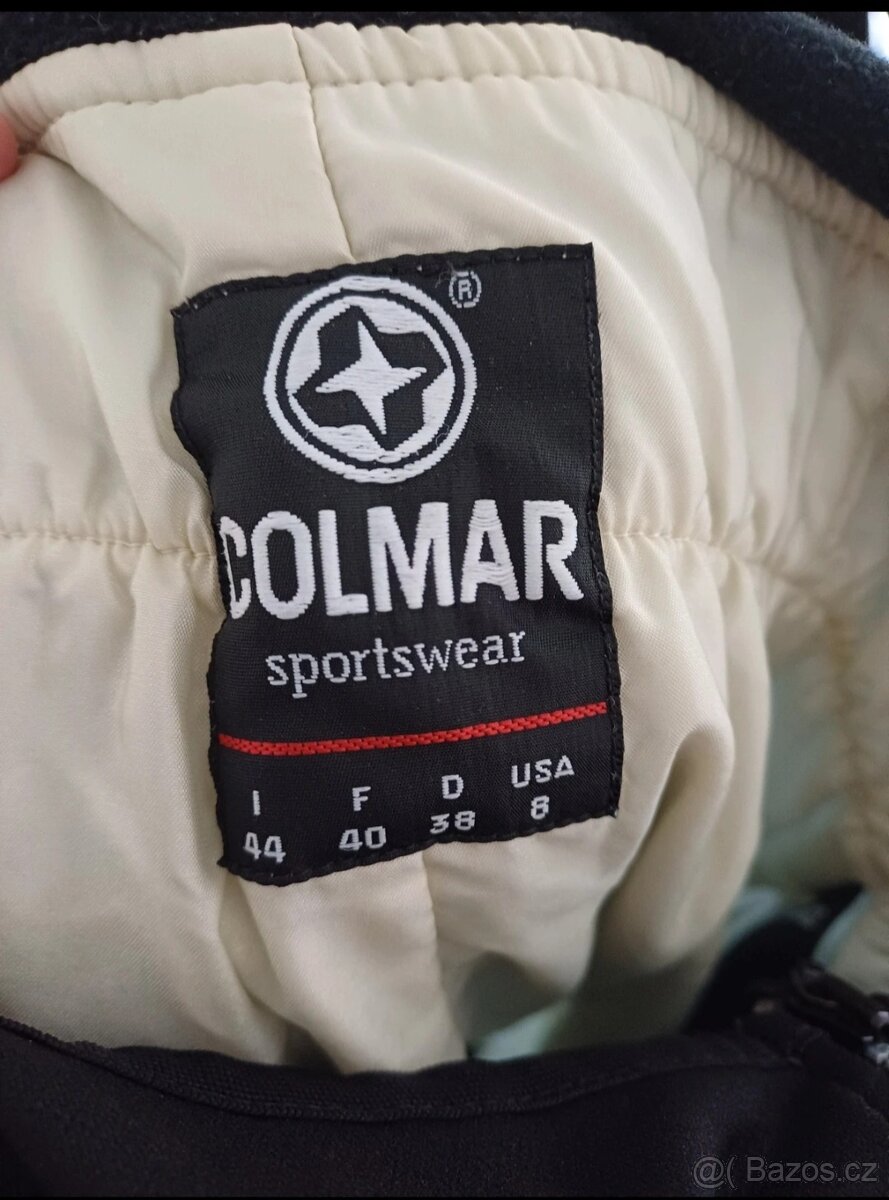 ®
COLMAR
sportswear
I F D USA
44 40 38 8
@( Bazos.cz